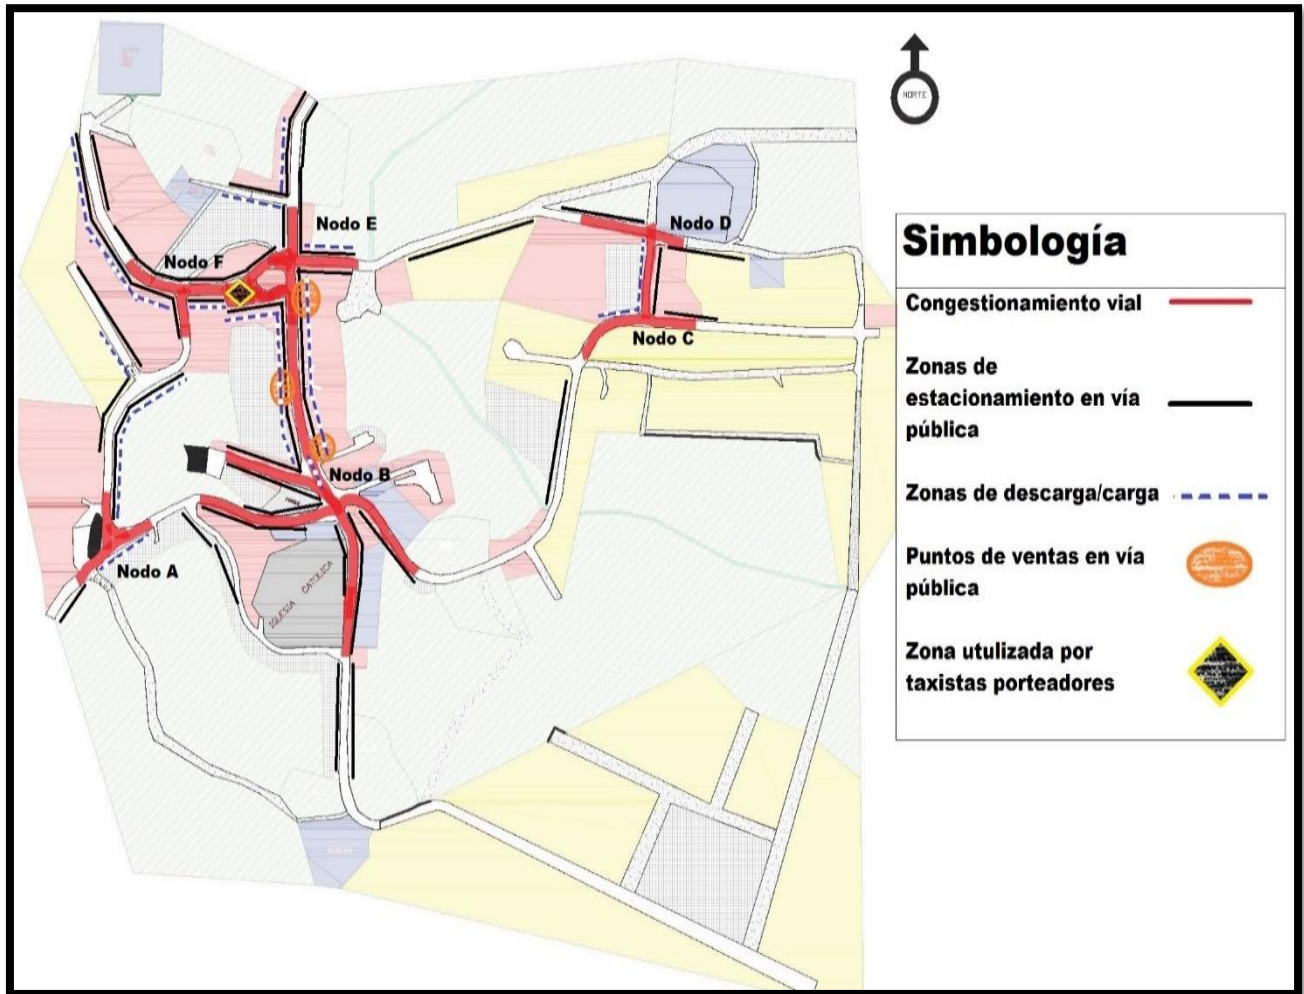 NORTE
Nodo E
Nodo D
Nodo F
Nodo C
Nodo B
Nodo A
IGLESIA CATOLICA
Simbología
Congestionamiento vial
Zonas de
estacionamiento en vía
pública
Zonas de descarga/carga
Puntos de ventas en vía
pública
Zona utulizada por
taxistas porteadores